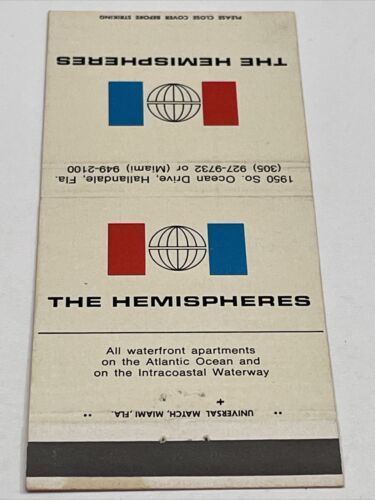 PLEASE CLOSE COVER BEFORE STRIKING
THE HEMISPHERES
1950 So. Ocean Drive, Hallandale, Fla.
(305) 927-9732 or (Miami) 949-2100
THE HEMISPHERES
All waterfront apartments
on the Atlantic Ocean and
on the Intracoastal Waterway
UNIVERSAL MATCH, MIAMI, FLA.